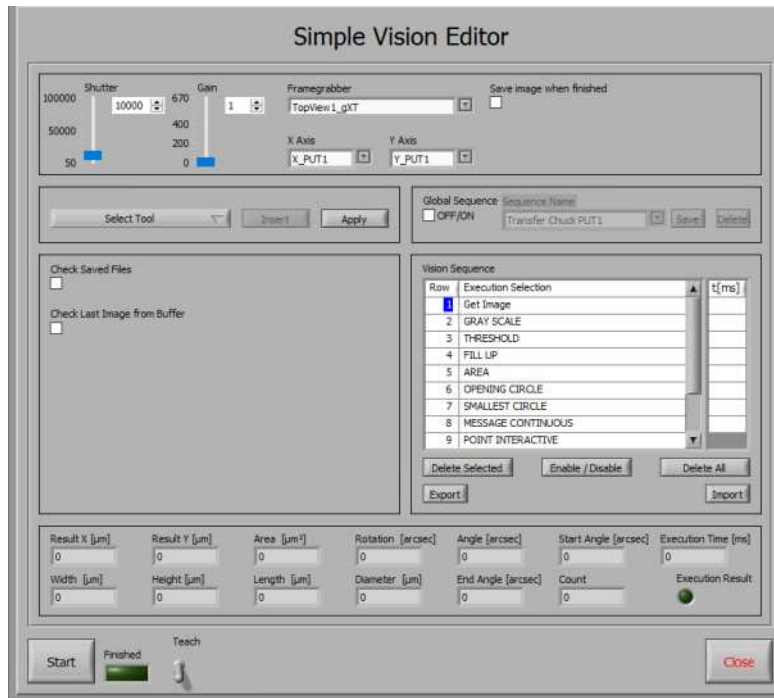 Simple Vision Editor
Shutter
Gain
Framegrabber
Save image when finished
100000
10000
670
1
TopView1_gXT
50000
400
200
X Axis
Y Axis
50
0
X_PUT1
Y_PUT1
Select Tool
Insert
Apply
Global Sequence
Sequence Name
OFF/ON
Transfer Chuck PUT1
Save
Delete
Check Saved Files
Check Last Image from Buffer
Vision Sequence
Row
Execution Selection
t[ms]
1 Get Image
2 GRAY SCALE
3 THRESHOLD
4 FILL UP
5 AREA
6 OPENING CIRCLE
7 SMALLEST CIRCLE
8 MESSAGE CONTINUOUS
9 POINT INTERACTIVE
Delete Selected
Enable / Disable
Delete All
Export
Import
Result X [µm]
Result Y [µm]
Area [µm²]
Rotation [arcsec]
Angle [arcsec]
Start Angle [arcsec]
Execution Time [ms]
0
0
0
0
0
0
0
Width [µm]
Height [µm]
Length [µm]
Diameter [µm]
End Angle [arcsec]
Count
Execution Result
0
0
0
0
0
0
Start
Finished
Teach
Close